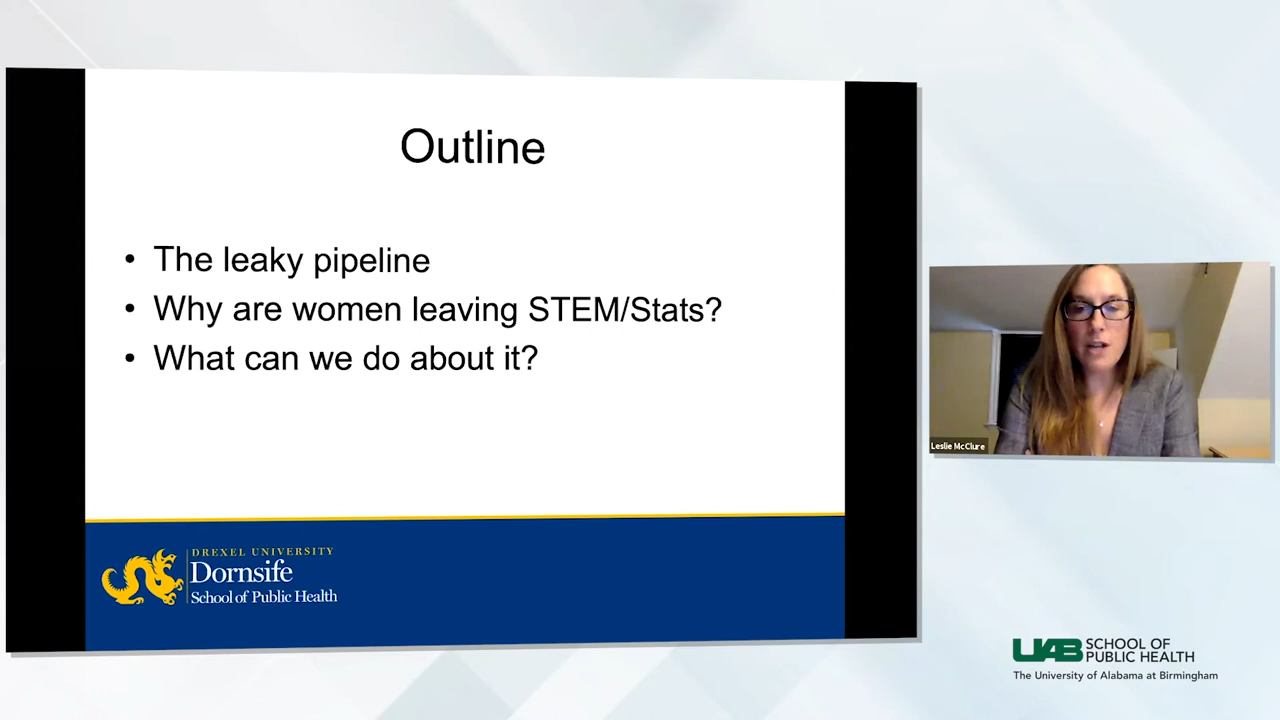 Outline
• The leaky pipeline
• Why are women leaving STEM/Stats?
• What can we do about it?
DREXEL UNIVERSITY
Dornsife
School of Public Health
Leslie McClure
UAB SCHOOL OF
PUBLIC HEALTH
The University of Alabama at Birmingham